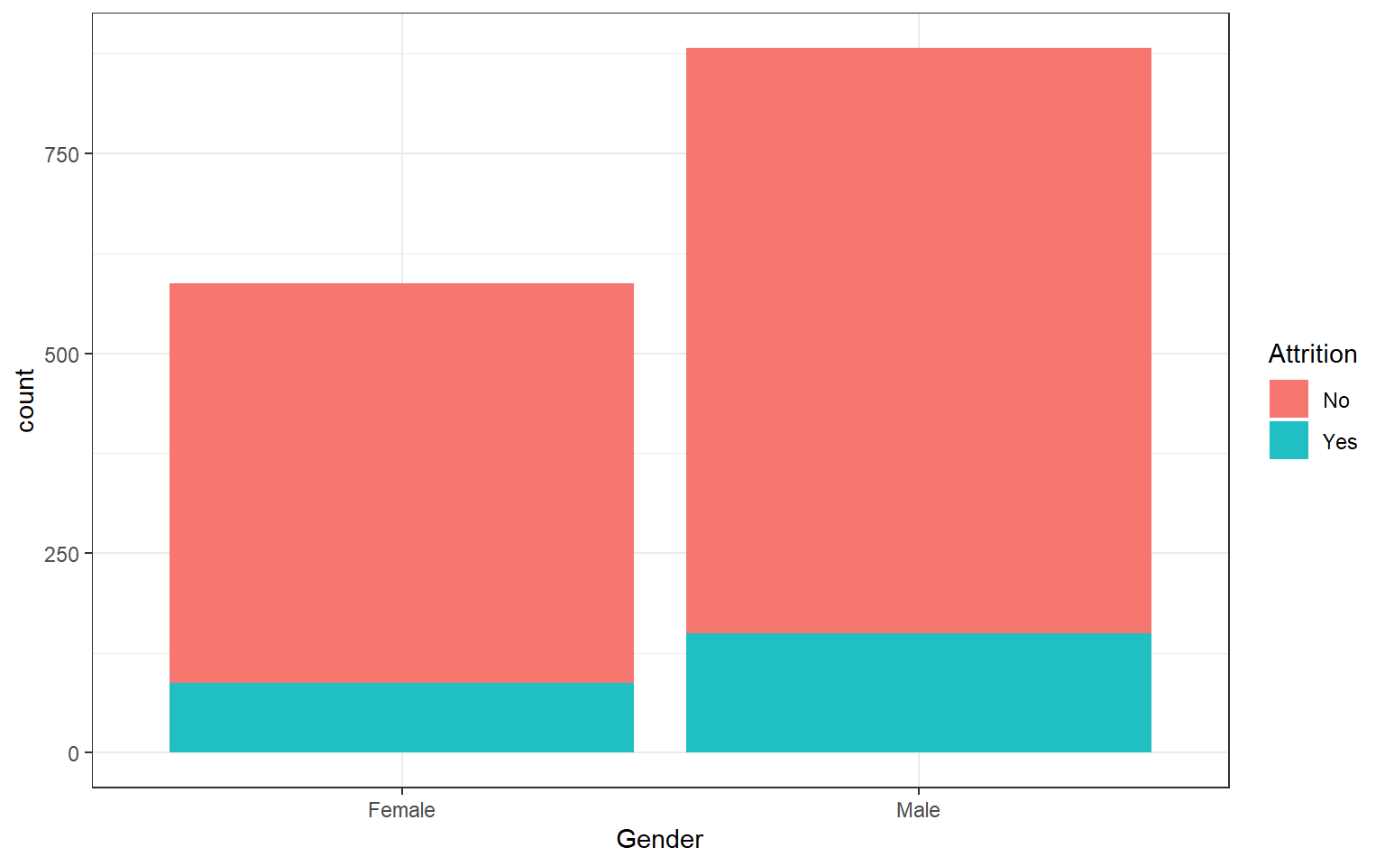 750
500
250
0
count
Female
Male
Gender
Attrition
No
Yes